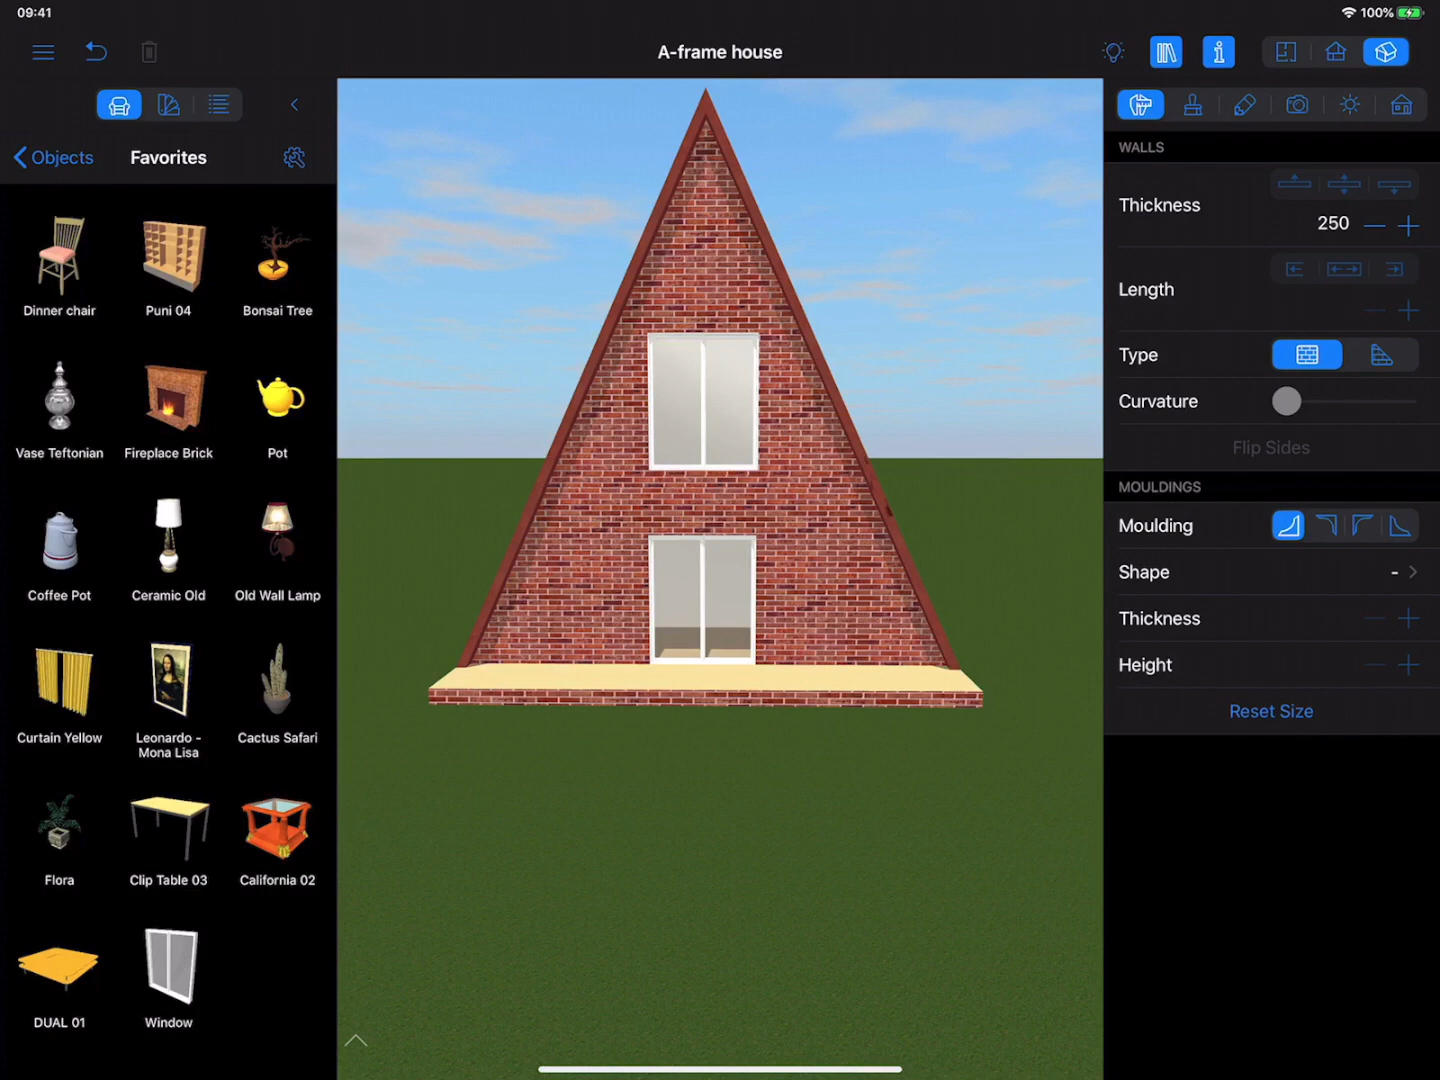 09:41
100%
A-frame house
Objects
Favorites
Dinner chair
Puni 04
Bonsai Tree
Vase Teftonian
Fireplace Brick
Pot
Coffee Pot
Ceramic Old
Old Wall Lamp
Curtain Yellow
Leonardo -
Mona Lisa
Cactus Safari
Flora
Clip Table 03
California 02
DUAL 01
Window
WALLS
Thickness
250
Length
Type
Curvature
Flip Sides
MOULDINGS
Moulding
Shape
-
Thickness
Height
Reset Size